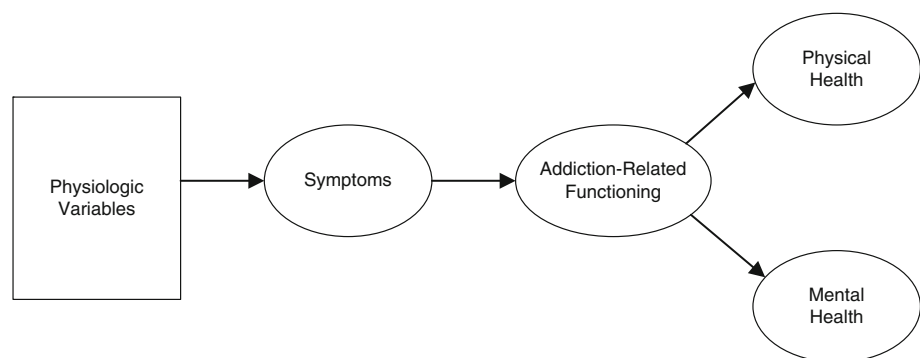 Physiologic
Variables
Symptoms
Addiction-Related
Functioning
Physical
Health
Mental
Health